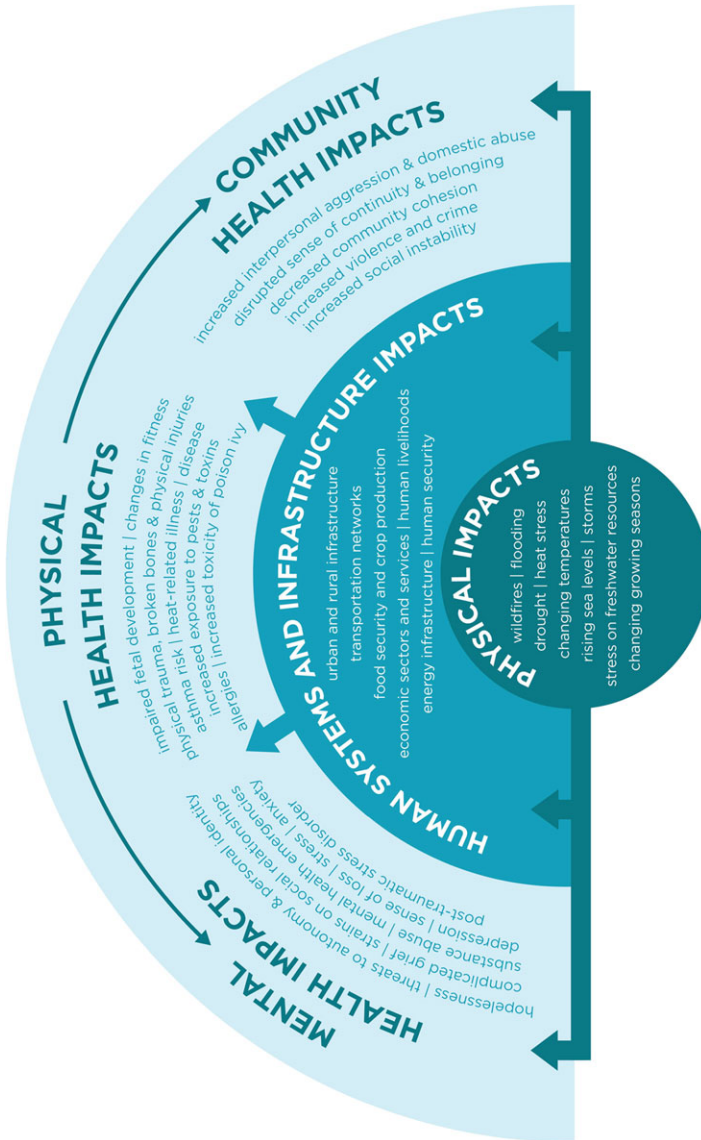 PHYSICAL
HEALTH IMPACTS
impaired fetal development | changes in fitness
physical trauma, broken bones & physical injuries
asthma risk | heat-related illness | disease
increased exposure to pests & toxins
increased toxicity of poison ivy
allergies |
MENTAL
HEALTH IMPACTS
hopelessness | threats to autonomy & personal identity
complicated grief | strains on social relationships
substance abuse | mental health emergencies
depression | sense of loss | stress | anxiety
post-traumatic stress disorder
COMMUNITY
HEALTH IMPACTS
increased interpersonal aggression & domestic abuse
disrupted sense of continuity & belonging
decreased community cohesion
increased violence and crime
increased social instability
HUMAN SYSTEMS AND INFRASTRUCTURE IMPACTS
urban and rural infrastructure
transportation networks
food security and crop production
economic sectors and services | human livelihoods
energy infrastructure | human security
PHYSICAL IMPACTS
wildfires | flooding
drought | heat stress
changing temperatures
rising sea levels | storms
stress on freshwater resources
changing growing seasons